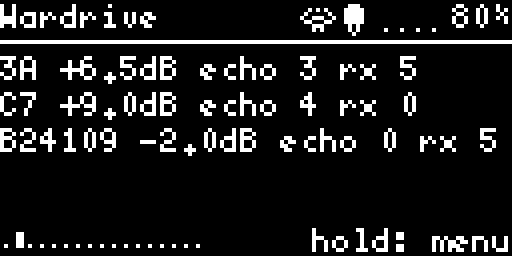 Wardrive .... 80%
3A +6.5dB echo 3 rx 5
C7 +9.0dB echo 4 rx 0
B24109 -2.0dB echo 0 rx 5
hold: menu